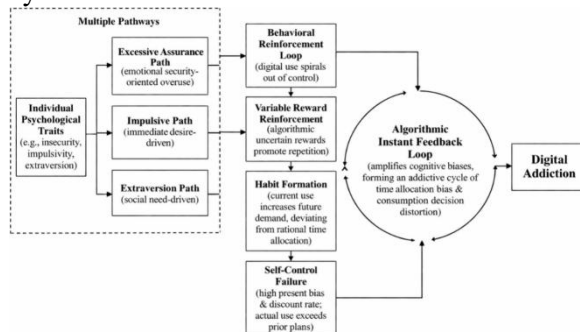 Multiple Pathways
Individual
Psychological
Traits
(e.g., insecurity,
impulsivity,
extraversion)
Excessive Assurance
Path
(emotional security-
oriented overuse)
Impulsive Path
(immediate desire-
driven)
Extraversion Path
(social need-driven)
Behavioral
Reinforcement
Loop
(digital use spirals
out of control)
Variable Reward
Reinforcement
(algorithmic
uncertain rewards
promote repetition)
Habit Formation
(current use
increases future
demand, deviating
from rational time
allocation)
Self-Control
Failure
(high present bias
& discount rate;
actual use exceeds
prior plans)
Algorithmic
Instant Feedback
Loop
(amplifies cognitive biases,
forming an addictive cycle of
time allocation bias &
consumption decision
distortion)
Digital
Addiction